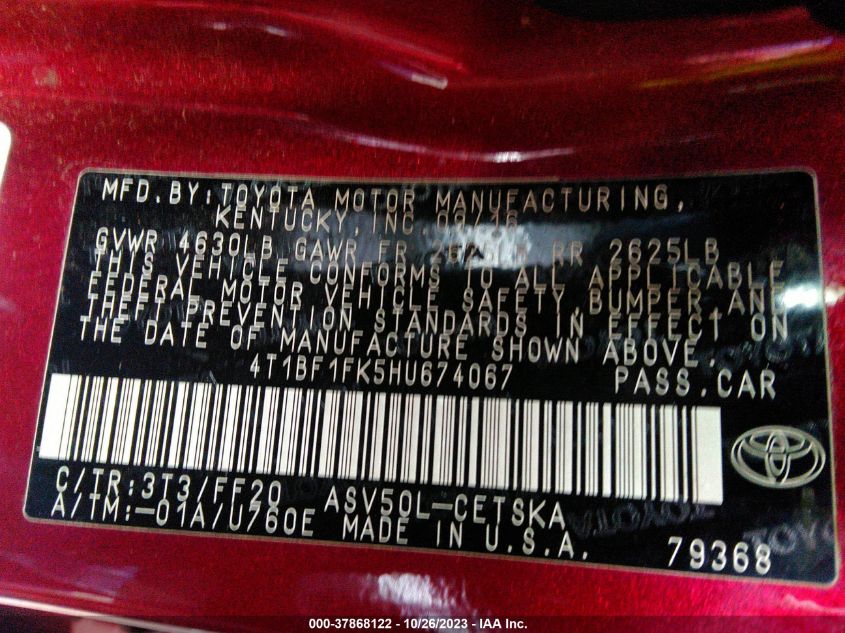 MFD.BY:TOYOTA MOTOR MANUFACTURING,
KENTUCKY,INC.09/16
GVWR 4630LB GAWR FR 2625LB RR 2625LB
THIS VEHICLE CONFORMS TO ALL APPLICABLE
FEDERAL MOTOR VEHICLE SAFETY,BUMPER,AND
THEFT PREVENTION STANDARDS IN EFFECT ON
THE DATE OF MANUFACTURE SHOWN ABOVE.
4T1BF1FK5HU674067 PASS.CAR
C/TR:3T3/FF20 ASV50L-CETSKA
A/TM:-01A/U760E MADE IN U.S.A. 79368
TOYOTA
TOYOTA
000-37868122 - 10/26/2023 - IAA Inc.